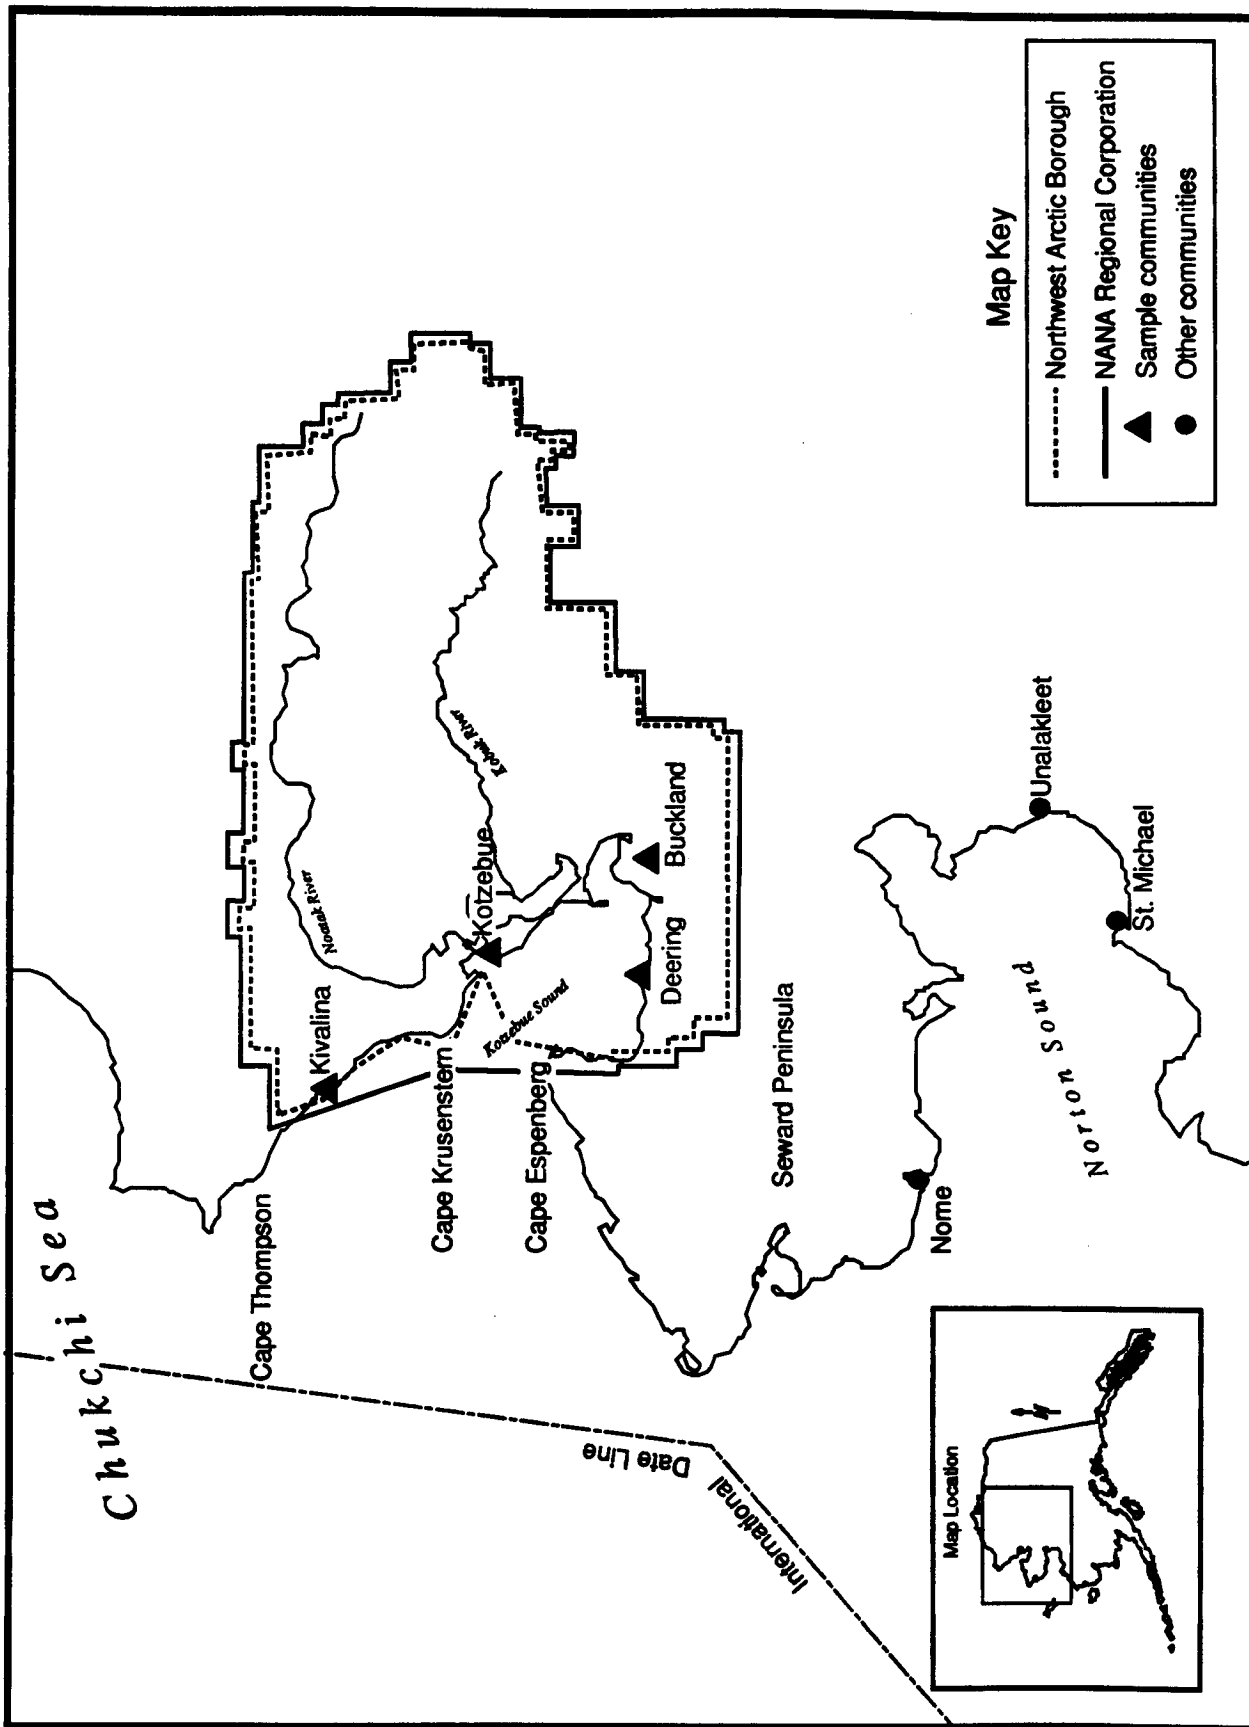 Chukchi Sea
Cape Thompson
Kivalina
Noatak River
Cape Krusenstern
Kotzebue
Kobuk River
Kotzebue Sound
Cape Espenberg
Deering
Buckland
International
Date Line
Seward Peninsula
Nome
Norton Sound
Unalakleet
St. Michael
Map Location
N
Map Key
Northwest Arctic Borough
NANA Regional Corporation
Sample communities
Other communities